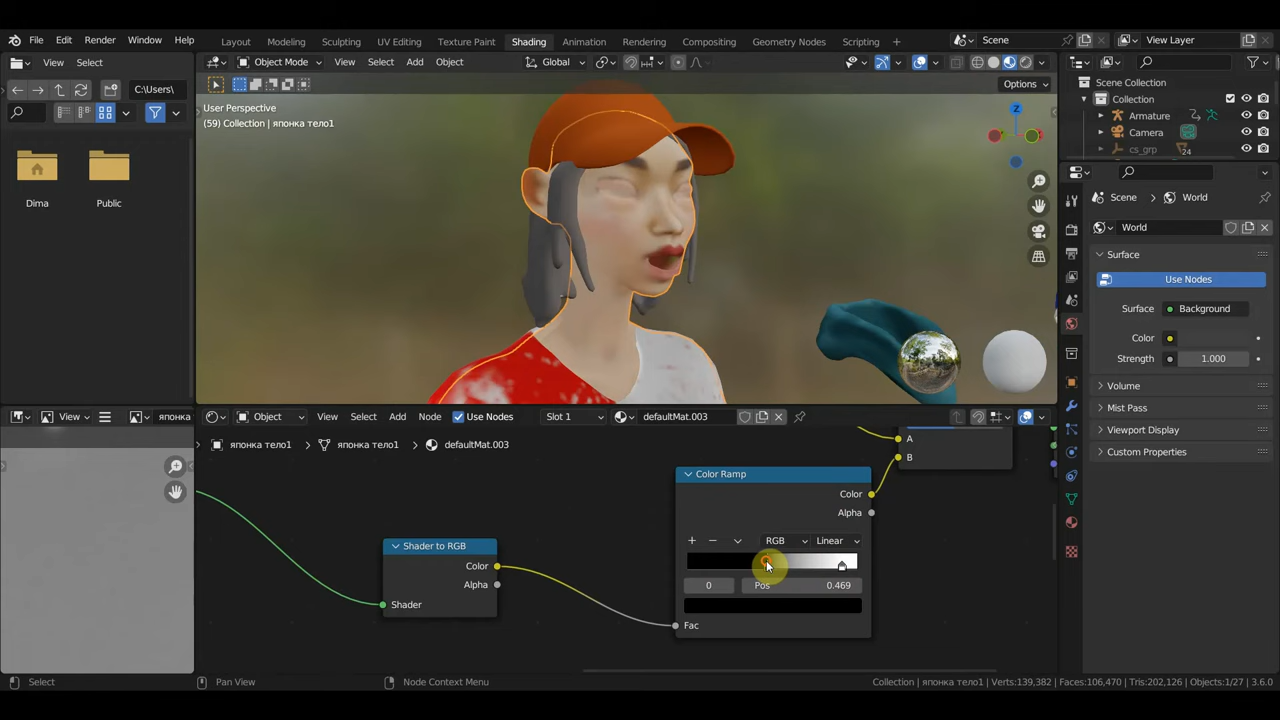 File Edit Render Window Help
Layout Modeling Sculpting UV Editing Texture Paint Shading Animation Rendering Compositing Geometry Nodes Scripting
Scene
View Layer
View Select
Object Mode View Select Add Object
Global
C:\Users\
Options
User Perspective
(59) Collection | японка тело1
Z
Dima
Public
Scene Collection
Collection
Armature
Camera
cs_grp
24
Scene World
World
Surface
Use Nodes
Surface Background
Color
Strength 1.000
Volume
Mist Pass
Viewport Display
Custom Properties
View
японка
Object View Select Add Node Use Nodes Slot 1 defaultMat.003
японка тело1 японка тело1 defaultMat.003
A
B
Color Ramp
Color
Alpha
RGB Linear
0 Pos 0.469
Fac
Shader to RGB
Color
Alpha
Shader
Select Pan View Node Context Menu Collection | японка тело1 | Verts:139,382 | Faces:106,470 | Tris:202,126 | Objects:1/27 | 3.6.0